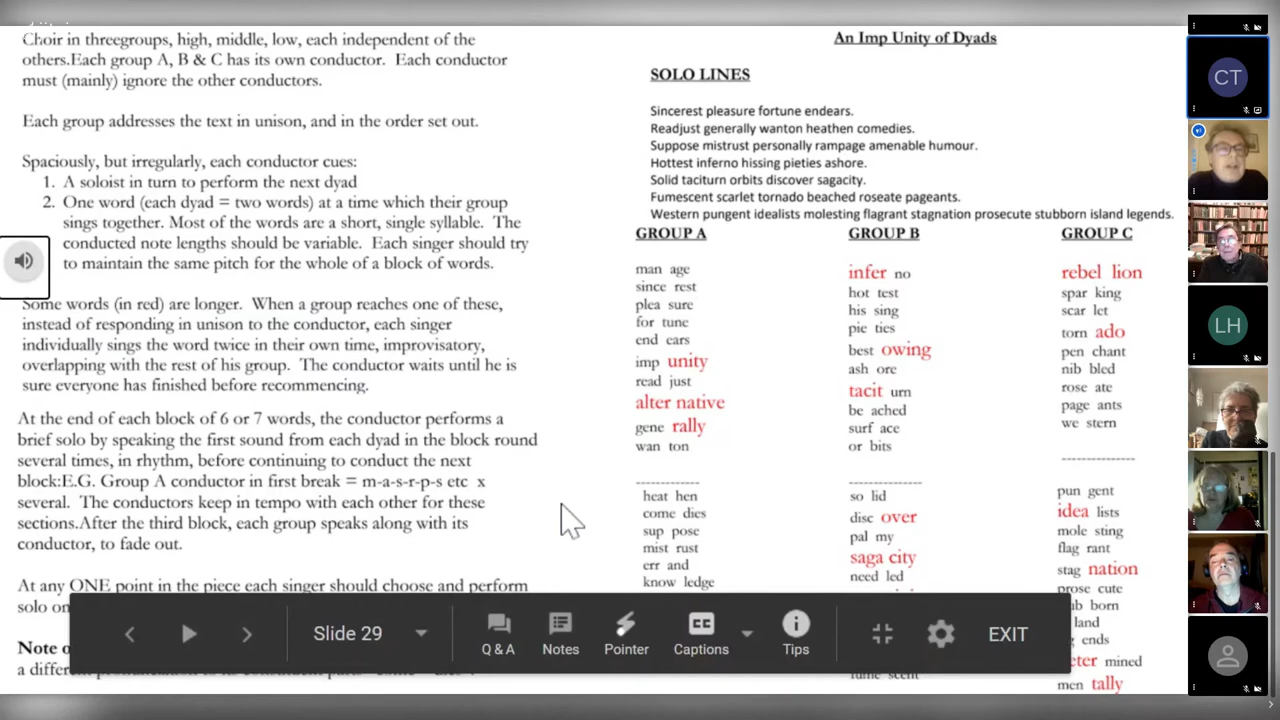 Choir in threegroups, high, middle, low, each independent of the
others.Each group A, B & C has its own conductor. Each conductor
must (mainly) ignore the other conductors.
Each group addresses the text in unison, and in the order set out.
Spaciously, but irregularly, each conductor cues:
1. A soloist in turn to perform the next dyad
2. One word (each dyad = two words) at a time which their group
sings together. Most of the words are a short, single syllable. The
conducted note lengths should be variable. Each singer should try
to maintain the same pitch for the whole of a block of words.
Some words (in red) are longer. When a group reaches one of these,
instead of responding in unison to the conductor, each singer
individually sings the word twice in their own time, improvisatory,
overlapping with the rest of his group. The conductor waits until he is
sure everyone has finished before recommencing.
At the end of each block of 6 or 7 words, the conductor performs a
brief solo by speaking the first sound from each dyad in the block round
several times, in rhythm, before continuing to conduct the next
block:E.G. Group A conductor in first break = m-a-s-r-p-s etc x
several. The conductors keep in tempo with each other for these
sections.After the third block, each group speaks along with its
conductor, to fade out.
At any ONE point in the piece each singer should choose and perform
solo
Note
a
An Imp Unity of Dyads
SOLO LINES
Sincerest pleasure fortune endears.
Readjust generally wanton heathen comedies.
Suppose mistrust personally rampage amenable humour.
Hottest inferno hissing pieties ashore.
Solid taciturn orbits discover sagacity.
Fumescent scarlet tornado beached roseate pageants.
Western pungent idealists molesting flagrant stagnation prosecute stubborn island legends.
GROUP A
man age
since rest
plea sure
for tune
end ears
imp unity
read just
alter native
gene rally
wan ton
-------------
heat hen
come dies
sup pose
mist rust
err and
know ledge
GROUP B
infer no
hot test
his sing
pie ties
best owing
ash ore
tacit urn
be ached
surf ace
or bits
---------------
so lid
disc over
pal my
saga city
need led
fume scent
GROUP C
rebel lion
spar king
scar let
torn ado
pen chant
nib bled
rose ate
page ants
we stern
--------------
pun gent
idea lists
mole sting
flag rant
stag nation
prose cute
born
land
ends
mined
men tally
Slide 29
Q & A
Notes
Pointer
CC
Captions
Tips
EXIT
CT
LH